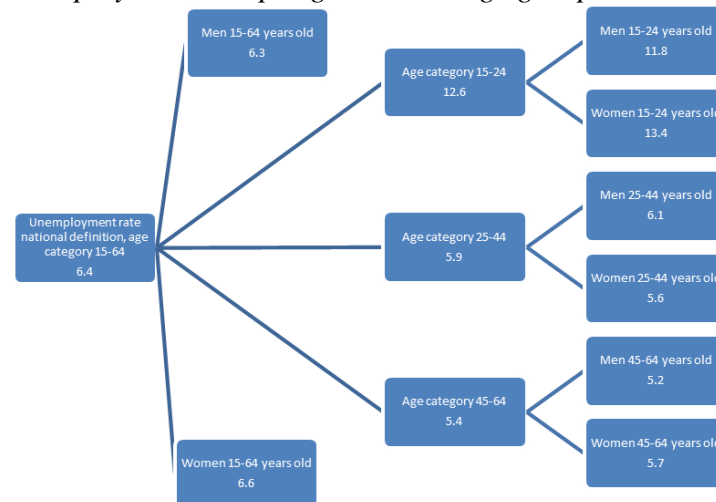 Men 15-64 years old
6.3
Men 15-24 years old
11.8
Age category 15-24
12.6
Women 15-24 years old
13.4
Men 25-44 years old
6.1
Unemployment rate
national definition, age
category 15-64
6.4
Age category 25-44
5.9
Women 25-44 years old
5.6
Men 45-64 years old
5.2
Age category 45-64
5.4
Women 45-64 years old
5.7
Women 15-64 years old
6.6